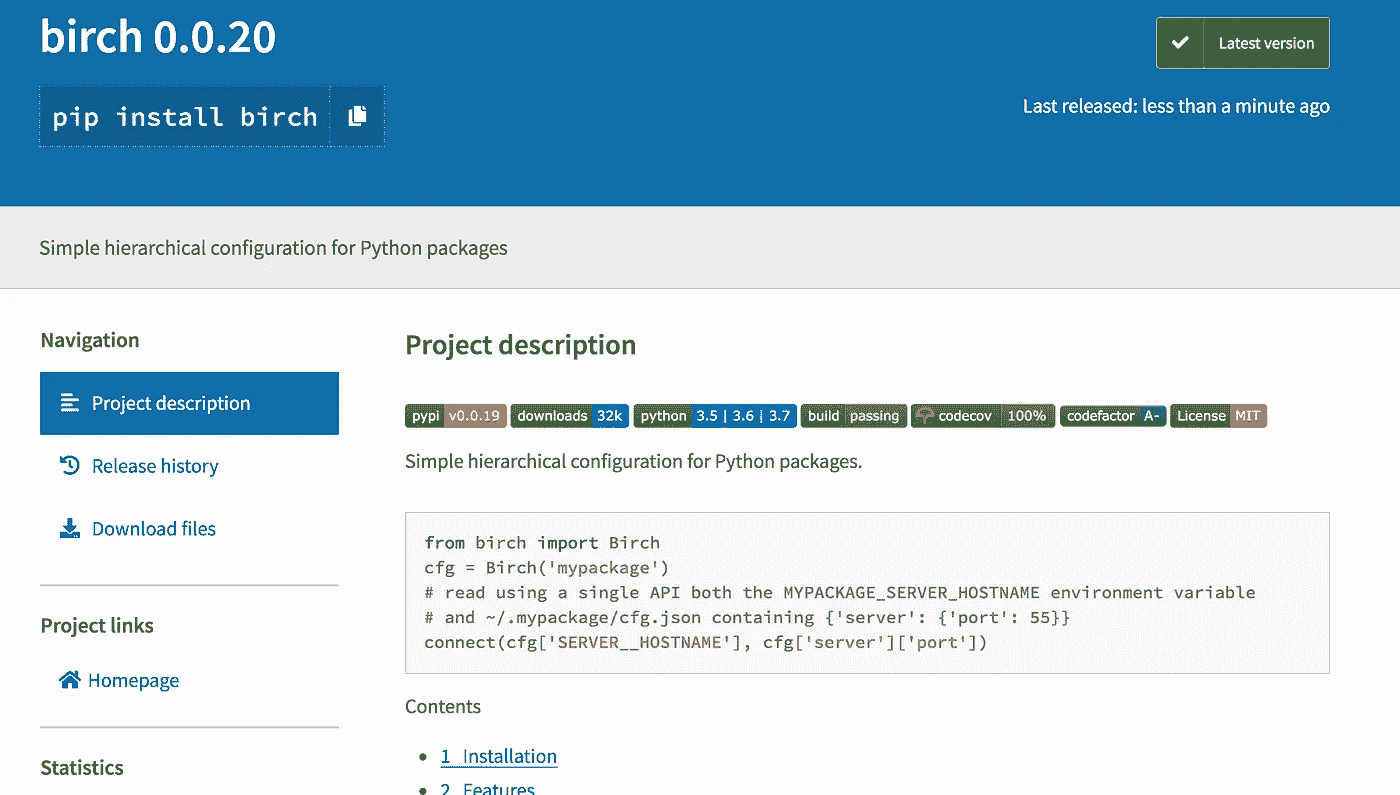 birch 0.0.20
Latest version
pip install birch
Last released: less than a minute ago
Simple hierarchical configuration for Python packages
Navigation
Project description
Release history
Download files
Project links
Homepage
Statistics
Project description
pypi v0.0.19 downloads 32k python 3.5 | 3.6 | 3.7 build passing codecov 100% codefactor A- License MIT
Simple hierarchical configuration for Python packages.
from birch import Birch
cfg = Birch('mypackage')
# read using a single API both the MYPACKAGE_SERVER_HOSTNAME environment variable
# and ~/.mypackage/cfg.json containing {'server': {'port': 55}}
connect(cfg['SERVER__HOSTNAME'], cfg['server']['port'])
Contents
1 Installation
2 Features